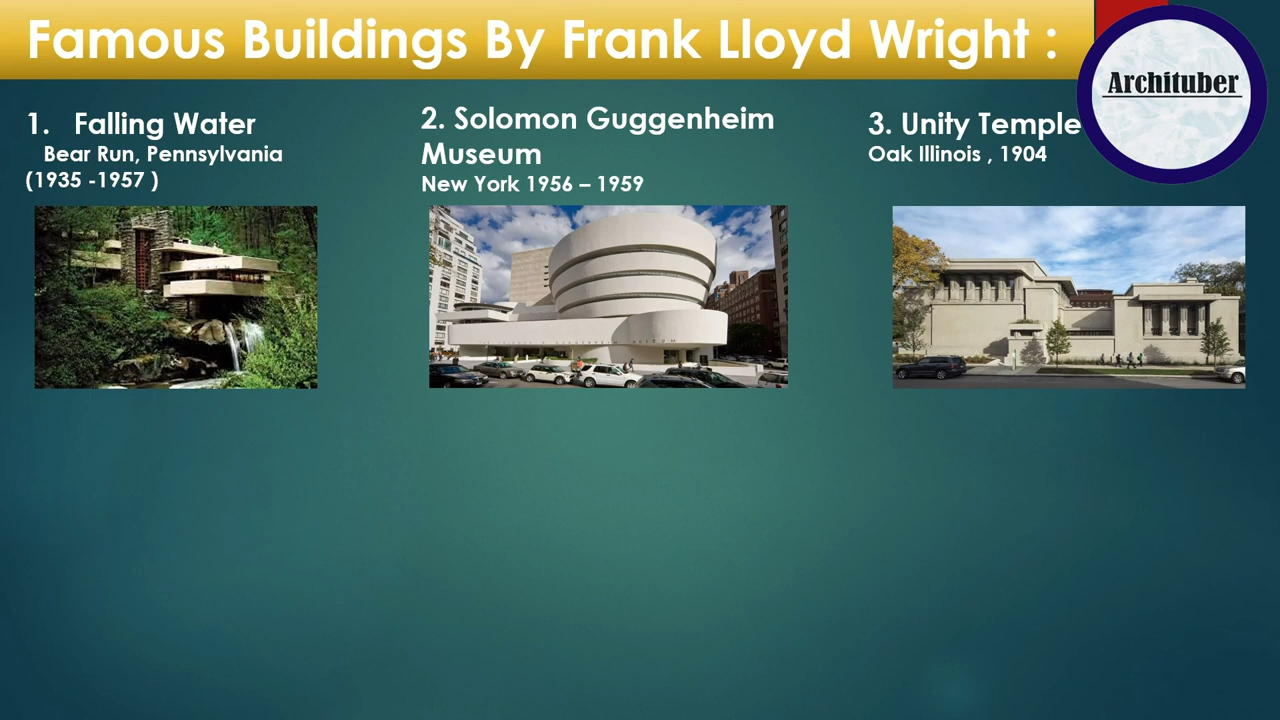 Famous Buildings By Frank Lloyd Wright :
Archituber
1. Falling Water
Bear Run, Pennsylvania
(1935 -1957 )
2. Solomon Guggenheim
Museum
New York 1956 – 1959
3. Unity Temple
Oak Illinois , 1904